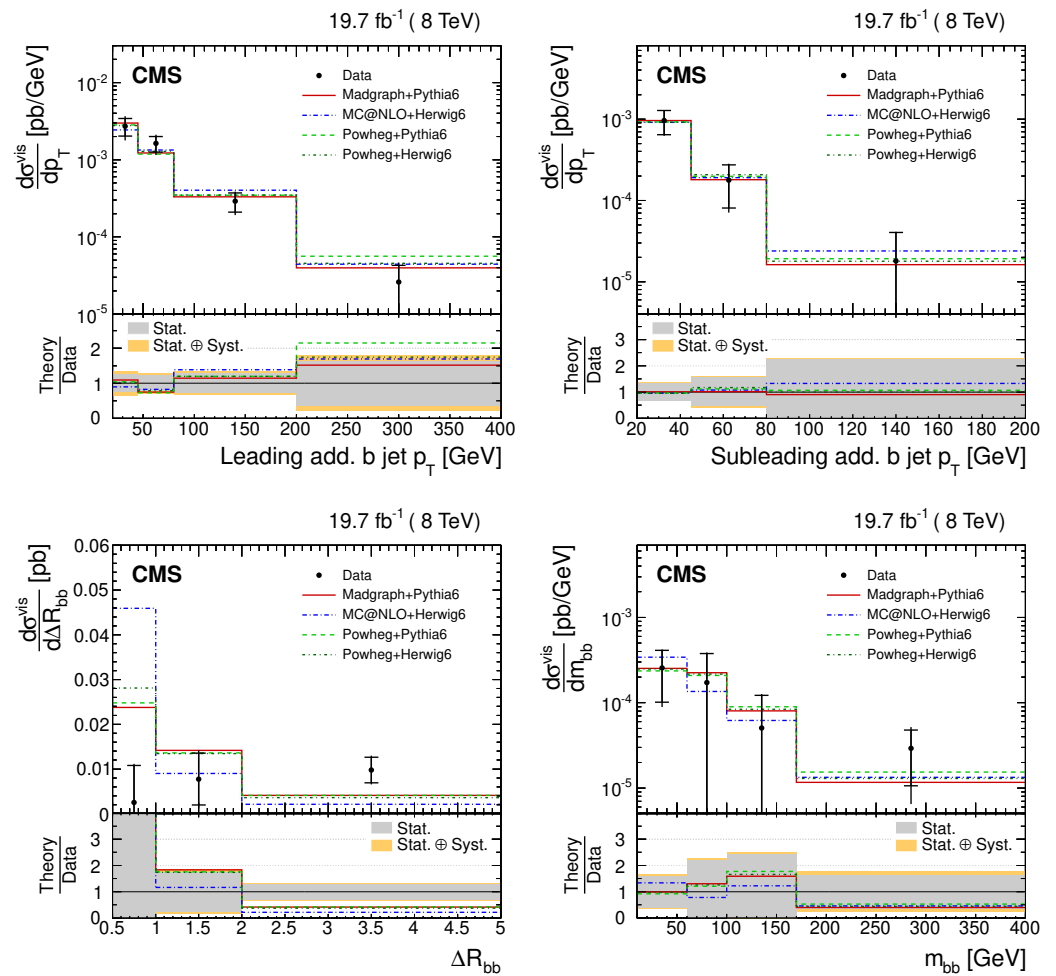 19.7 fb⁻¹ ( 8 TeV)
CMS
Data
Madgraph+Pythia6
MC@NLO+Herwig6
Powheg+Pythia6
Powheg+Herwig6
dσ^vis/dp_T [pb/GeV]
10⁻²
10⁻³
10⁻⁴
10⁻⁵
Stat.
Stat. ⊕ Syst.
Theory/Data
2
1
0
50 100 150 200 250 300 350 400
Leading add. b jet p_T [GeV]
19.7 fb⁻¹ ( 8 TeV)
CMS
Data
Madgraph+Pythia6
MC@NLO+Herwig6
Powheg+Pythia6
Powheg+Herwig6
dσ^vis/dp_T [pb/GeV]
10⁻³
10⁻⁴
10⁻⁵
Stat.
Stat. ⊕ Syst.
Theory/Data
3
2
1
0
20 40 60 80 100 120 140 160 180 200
Subleading add. b jet p_T [GeV]
19.7 fb⁻¹ ( 8 TeV)
CMS
Data
Madgraph+Pythia6
MC@NLO+Herwig6
Powheg+Pythia6
Powheg+Herwig6
dσ^vis/dΔR_bb [pb]
0.06
0.05
0.04
0.03
0.02
0.01
0
Stat.
Stat. ⊕ Syst.
Theory/Data
3
2
1
0
0.5 1 1.5 2 2.5 3 3.5 4 4.5 5
ΔR_bb
19.7 fb⁻¹ ( 8 TeV)
CMS
Data
Madgraph+Pythia6
MC@NLO+Herwig6
Powheg+Pythia6
Powheg+Herwig6
dσ^vis/dm_bb [pb/GeV]
10⁻³
10⁻⁴
10⁻⁵
Stat.
Stat. ⊕ Syst.
Theory/Data
3
2
1
0
50 100 150 200 250 300 350 400
m_bb [GeV]